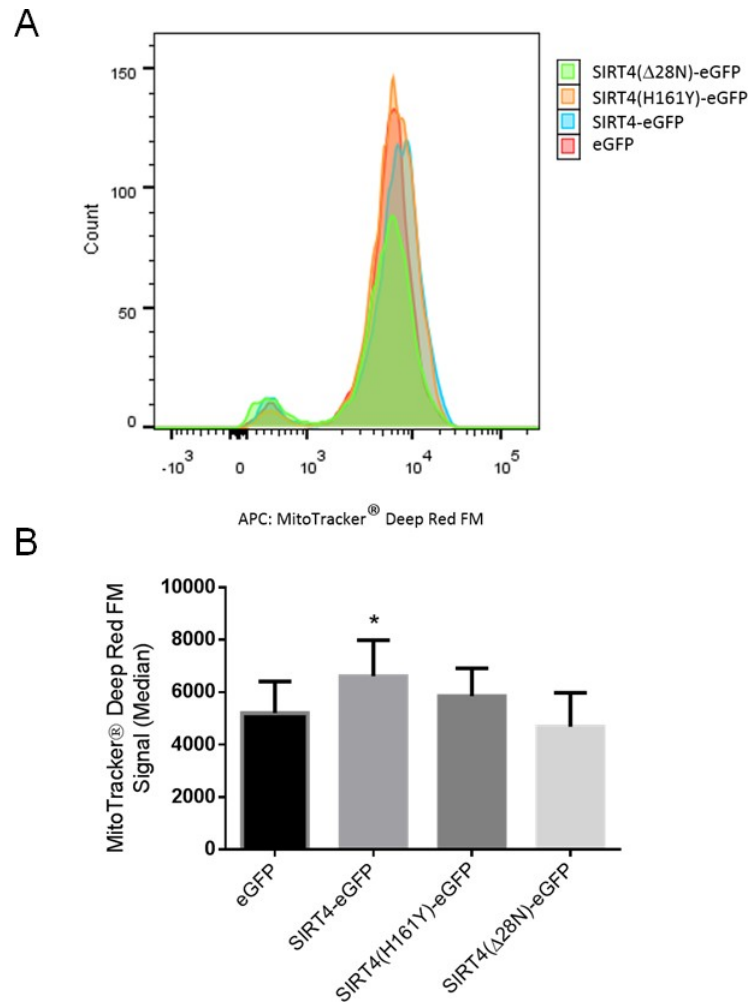 A
150
100
50
0
Count
-10³
0
10³
10⁴
10⁵
APC: MitoTracker® Deep Red FM
SIRT4(Δ28N)-eGFP
SIRT4(H161Y)-eGFP
SIRT4-eGFP
eGFP
B
10000
8000
6000
4000
2000
0
MitoTracker® Deep Red FM
Signal (Median)
*
eGFP
SIRT4-eGFP
SIRT4(H161Y)-eGFP
SIRT4(Δ28N)-eGFP